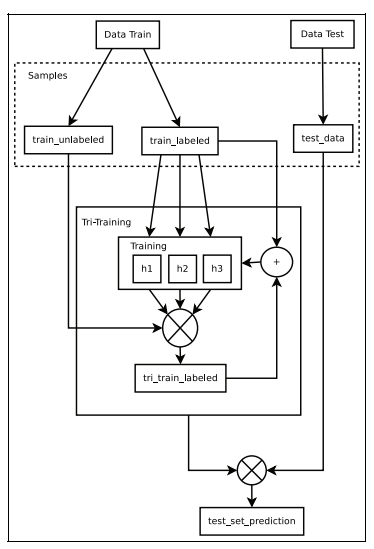 Data Train
Data Test
Samples
train_unlabeled
train_labeled
test_data
Tri-Training
Training
h1
h2
h3
+
tri_train_labeled
test_set_prediction